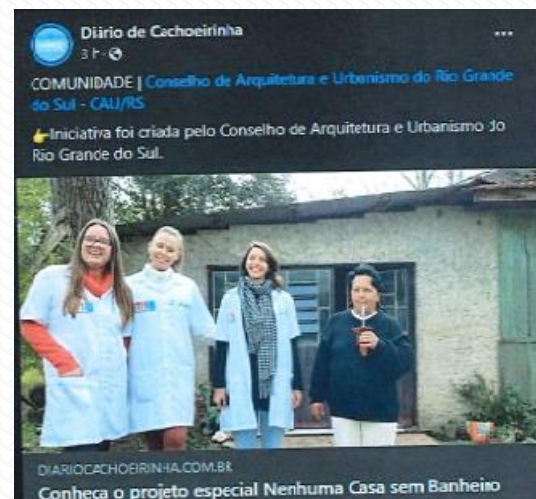 Diário de Cachoeirinha
3 h
...
COMUNIDADE | Conselho de Arquitetura e Urbanismo do Rio Grande
do Sul - CAU/RS
👉Iniciativa foi criada pelo Conselho de Arquitetura e Urbanismo do
Rio Grande do Sul.
DIARIOCACHOEIRINHA.COM.BR
Conheça o projeto especial Nenhuma Casa sem Banheiro